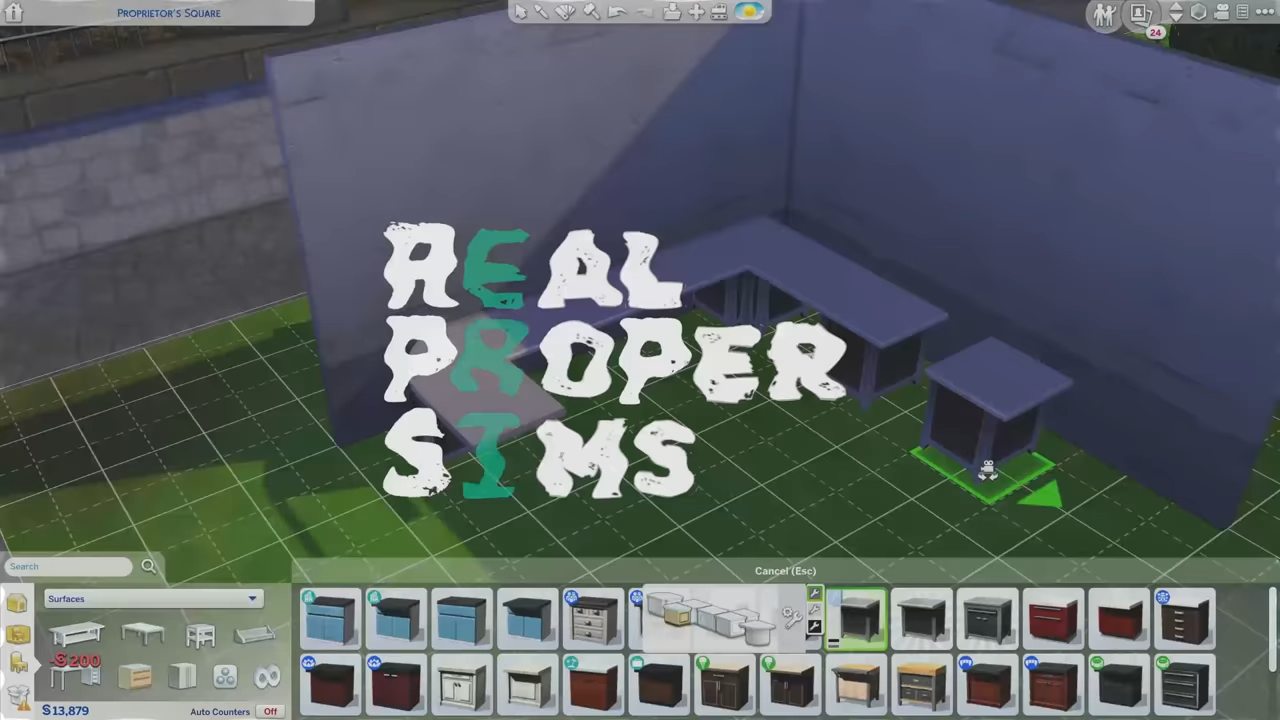 PROPRIETOR'S SQUARE
24
REAL
PROPER
SIMS
Cancel (Esc)
Search
Surfaces
-§200
§13,879
Auto Counters Off